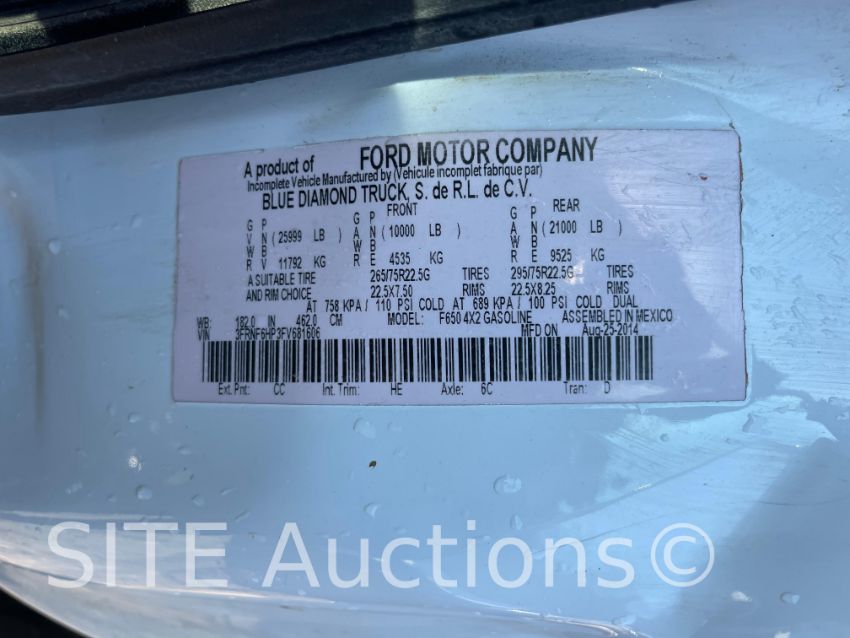 A product of FORD MOTOR COMPANY
Incomplete Vehicle Manufactured by (Vehicule incomplet fabrique par)
BLUE DIAMOND TRUCK, S. de R.L. de C.V.
FRONT REAR
G P G P G P
V N ( 25999 LB ) A N ( 10000 LB ) A N ( 21000 LB )
W B W B W B
R V 11792 KG R E 4535 KG R E 9525 KG
A SUITABLE TIRE 265/75R22.5G TIRES 295/75R22.5G TIRES
AND RIM CHOICE 22.5X7.50 RIMS 22.5X8.25 RIMS
AT 758 KPA / 110 PSI COLD AT 689 KPA / 100 PSI COLD DUAL
WB: 182.0 IN 462.0 CM MODEL: F650 4X2 GASOLINE ASSEMBLED IN MEXICO
VIN 3FRNF6HP3FV681606 MFD ON Aug-25-2014
Ext. Pnt: CC Int. Trim: HE Axle: 6C Tran: D
SITE Auctions©